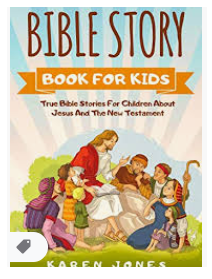 BIBLE STORY
BOOK FOR KIDS
True Bible Stories For Children About
Jesus And The New Testament
KAREN JONES